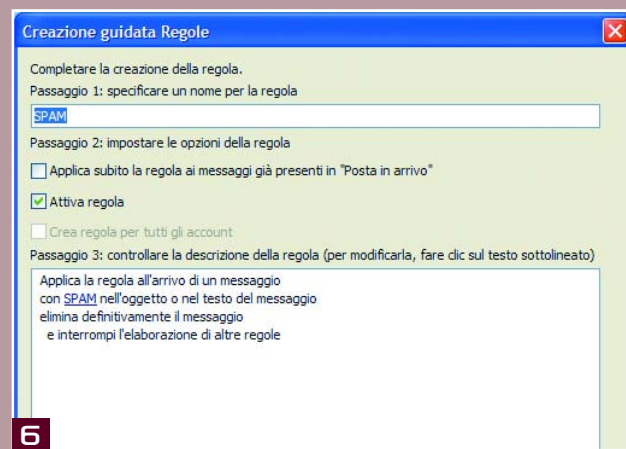 Creazione guidata Regole
Completare la creazione della regola.
Passaggio 1: specificare un nome per la regola
SPAM
Passaggio 2: impostare le opzioni della regola
Applica subito la regola ai messaggi già presenti in "Posta in arrivo"
Attiva regola
Crea regola per tutti gli account
Passaggio 3: controllare la descrizione della regola (per modificarla, fare clic sul testo sottolineato)
Applica la regola all'arrivo di un messaggio
con SPAM nell'oggetto o nel testo del messaggio
elimina definitivamente il messaggio
e interrompi l'elaborazione di altre regole
6